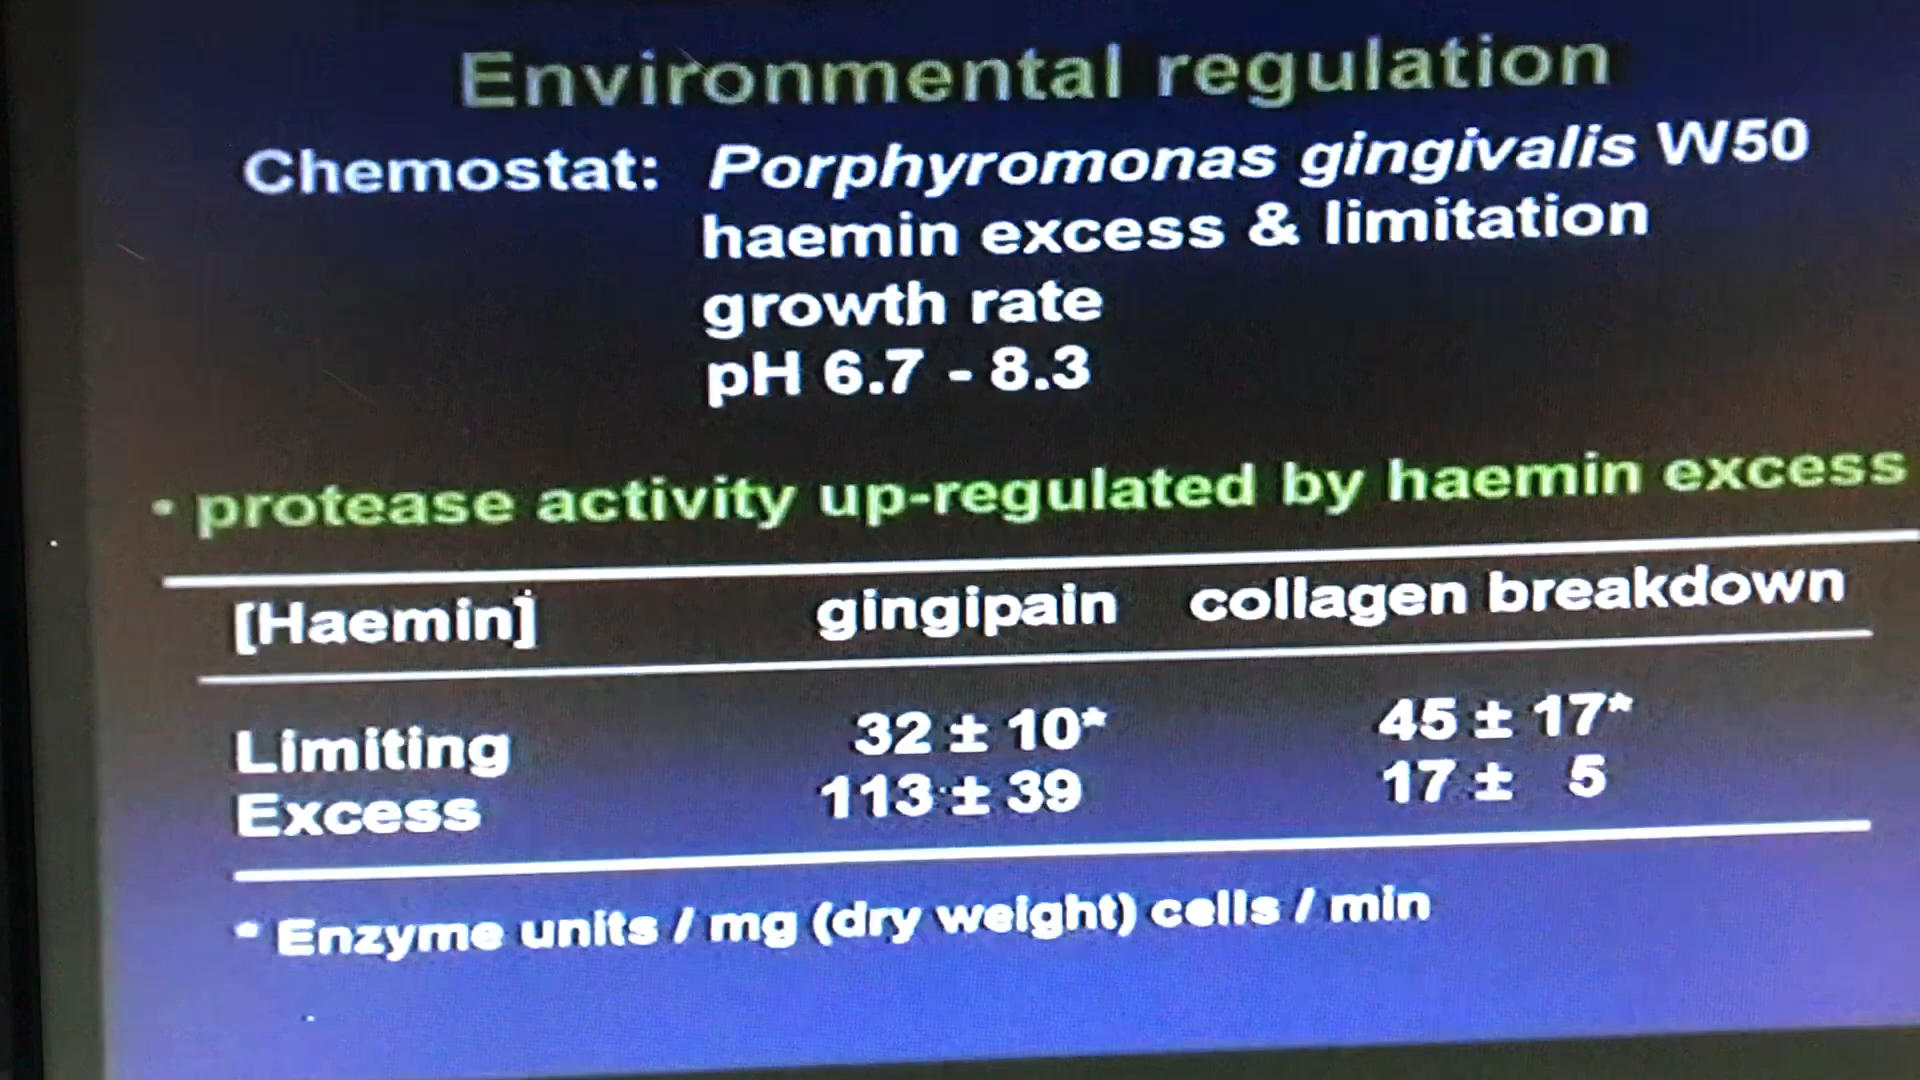 Environmental regulation
Chemostat: Porphyromonas gingivalis W50
haemin excess & limitation
growth rate
pH 6.7 - 8.3
• protease activity up-regulated by haemin excess
[Haemin] gingipain collagen breakdown
Limiting 32 ± 10* 45 ± 17*
Excess 113 ± 39 17 ± 5
* Enzyme units / mg (dry weight) cells / min